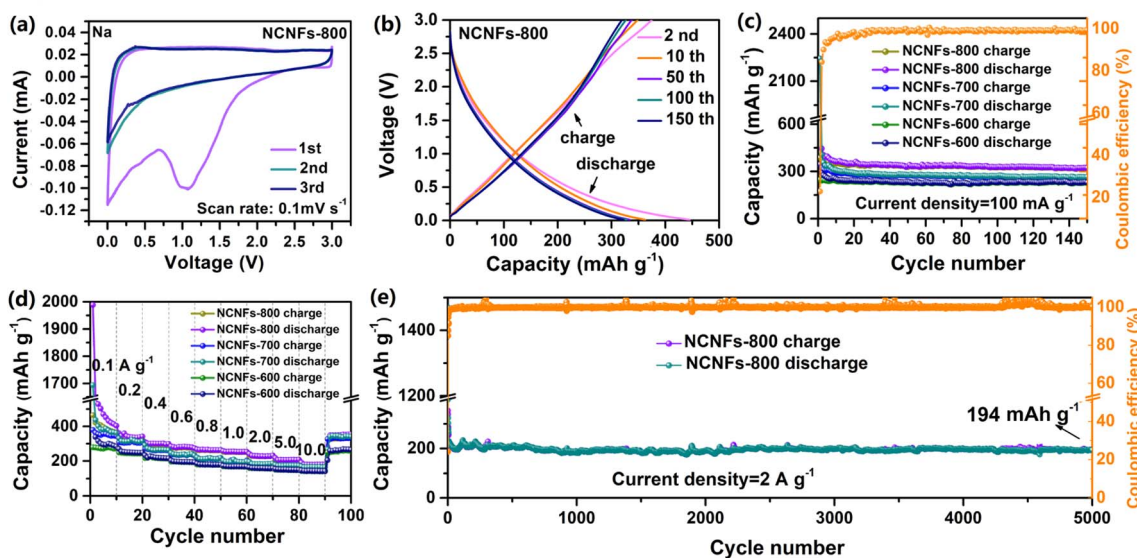 (a)
Na
NCNFs-800
0.04
0.02
0.00
-0.02
-0.04
-0.06
-0.08
-0.10
-0.12
Current (mA)
1st
2nd
3rd
Scan rate: 0.1mV s⁻¹
0.0 0.5 1.0 1.5 2.0 2.5 3.0
Voltage (V)
(b)
NCNFs-800
3.0
2.5
2.0
1.5
1.0
0.5
0.0
Voltage (V)
2 nd
10 th
50 th
100 th
150 th
charge
discharge
0 100 200 300 400 500
Capacity (mAh g⁻¹)
(c)
2400
2100
600
300
0
Capacity (mAh g⁻¹)
NCNFs-800 charge
NCNFs-800 discharge
NCNFs-700 charge
NCNFs-700 discharge
NCNFs-600 charge
NCNFs-600 discharge
Current density=100 mA g⁻¹
100
80
60
40
20
Coulombic efficiency (%)
0 20 40 60 80 100 120 140
Cycle number
(d)
2000
1900
1800
1700
400
200
0
Capacity (mAh g⁻¹)
NCNFs-800 charge
NCNFs-800 discharge
NCNFs-700 charge
NCNFs-700 discharge
NCNFs-600 charge
NCNFs-600 discharge
0.1 A g⁻¹
0.2
0.4
0.6
0.8
1.0
2.0
5.0
10.0
0 20 40 60 80 100
Cycle number
(e)
1400
1200
200
0
Capacity (mAh g⁻¹)
NCNFs-800 charge
NCNFs-800 discharge
194 mAh g⁻¹
Current density=2 A g⁻¹
100
80
60
40
20
0
Coulombic efficiency (%)
0 1000 2000 3000 4000 5000
Cycle number